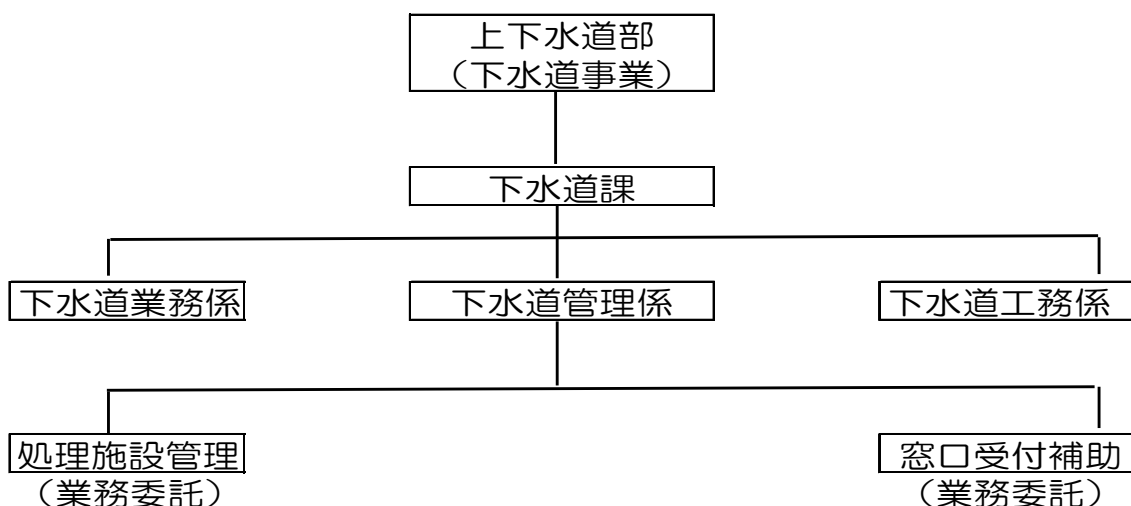 上下水道部
（下水道事業）
下水道課
下水道業務係
下水道管理係
下水道工務係
処理施設管理
（業務委託）
窓口受付補助
（業務委託）